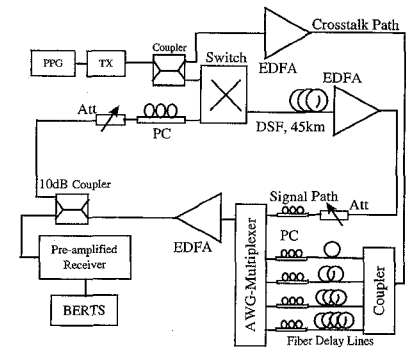 Coupler
Crosstalk Path
PPG
TX
Switch
EDFA
EDFA
Att
PC
DSF, 45km
10dB Coupler
Signal Path
Att
EDFA
PC
AWG-Multiplexer
Coupler
Pre-amplified
Receiver
BERTS
Fiber Delay Lines